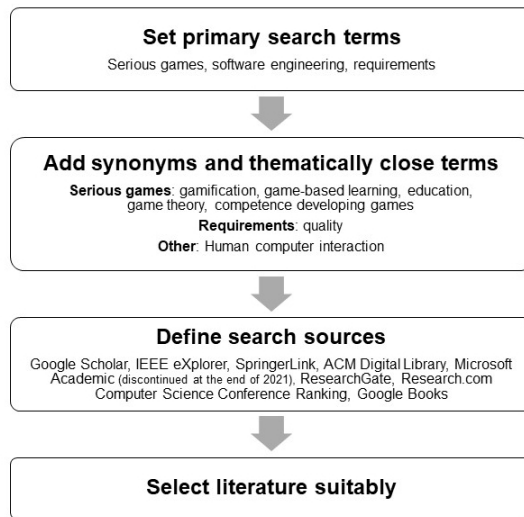 Set primary search terms
Serious games, software engineering, requirements
Add synonyms and thematically close terms
Serious games: gamification, game-based learning, education,
game theory, competence developing games
Requirements: quality
Other: Human computer interaction
Define search sources
Google Scholar, IEEE eXplorer, SpringerLink, ACM Digital Library, Microsoft
Academic (discontinued at the end of 2021), ResearchGate, Research.com
Computer Science Conference Ranking, Google Books
Select literature suitably